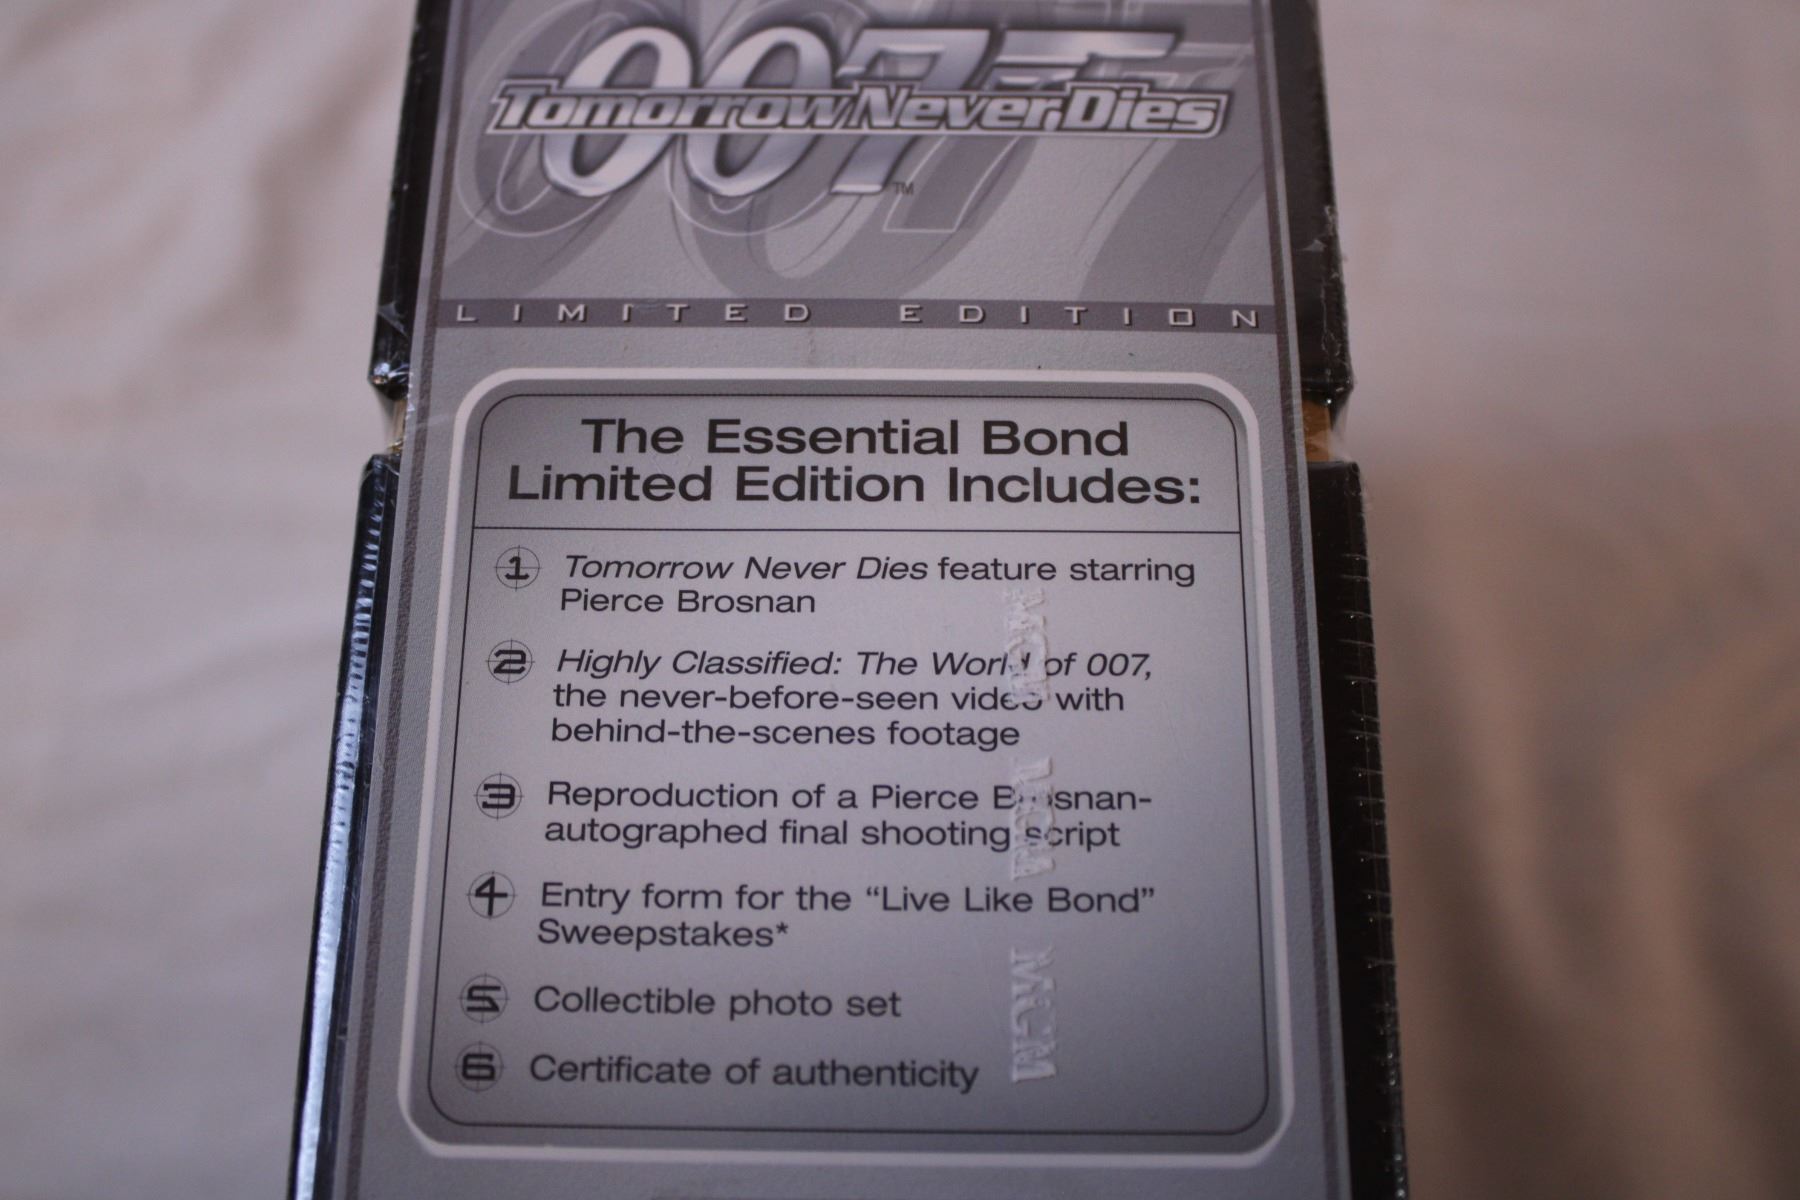 007
Tomorrow Never Dies
TM
LIMITED EDITION
The Essential Bond
Limited Edition Includes:
1 Tomorrow Never Dies feature starring
Pierce Brosnan
2 Highly Classified: The World of 007,
the never-before-seen video with
behind-the-scenes footage
3 Reproduction of a Pierce Brosnan-
autographed final shooting script
4 Entry form for the “Live Like Bond”
Sweepstakes*
5 Collectible photo set
6 Certificate of authenticity
MGM
MGM
MGM